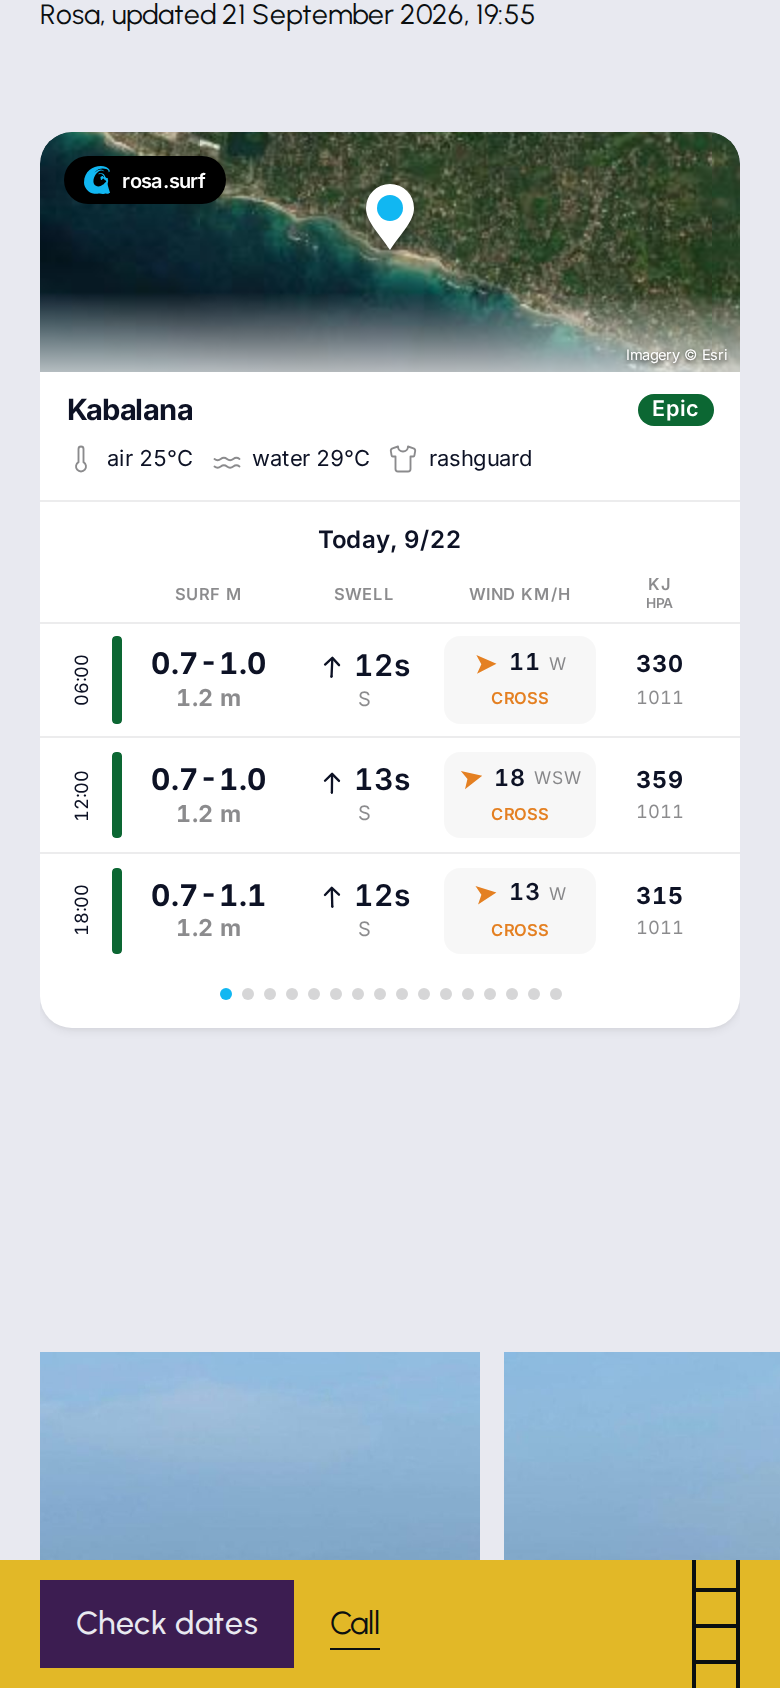 Rosa, updated 21 September 2026, 19:55
rosa.surf
Imagery © Esri
Kabalana
Epic
air 25°C water 29°C rashguard
Today, 9/22
SURF M SWELL WIND KM/H KJ HPA
06:00 0.7-1.0 12s 11 W 330
1.2 m S CROSS 1011
12:00 0.7-1.0 13s 18 WSW 359
1.2 m S CROSS 1011
18:00 0.7-1.1 12s 13 W 315
1.2 m S CROSS 1011
Check dates Call